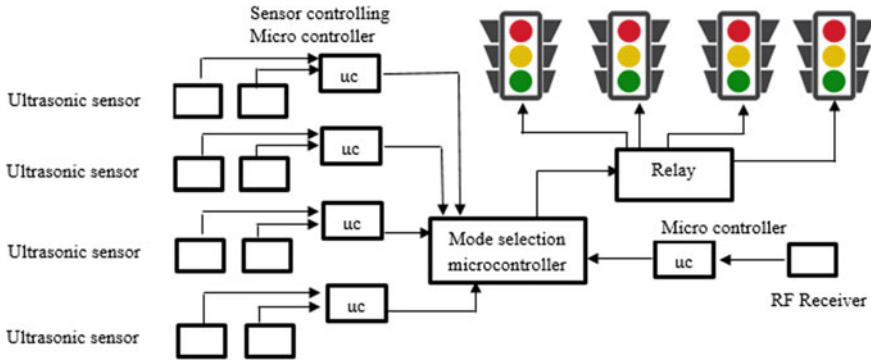 Sensor controlling
Micro controller
Ultrasonic sensor
uc
Ultrasonic sensor
uc
Relay
Ultrasonic sensor
uc
Mode selection
microcontroller
Micro controller
uc
RF Receiver
Ultrasonic sensor
uc